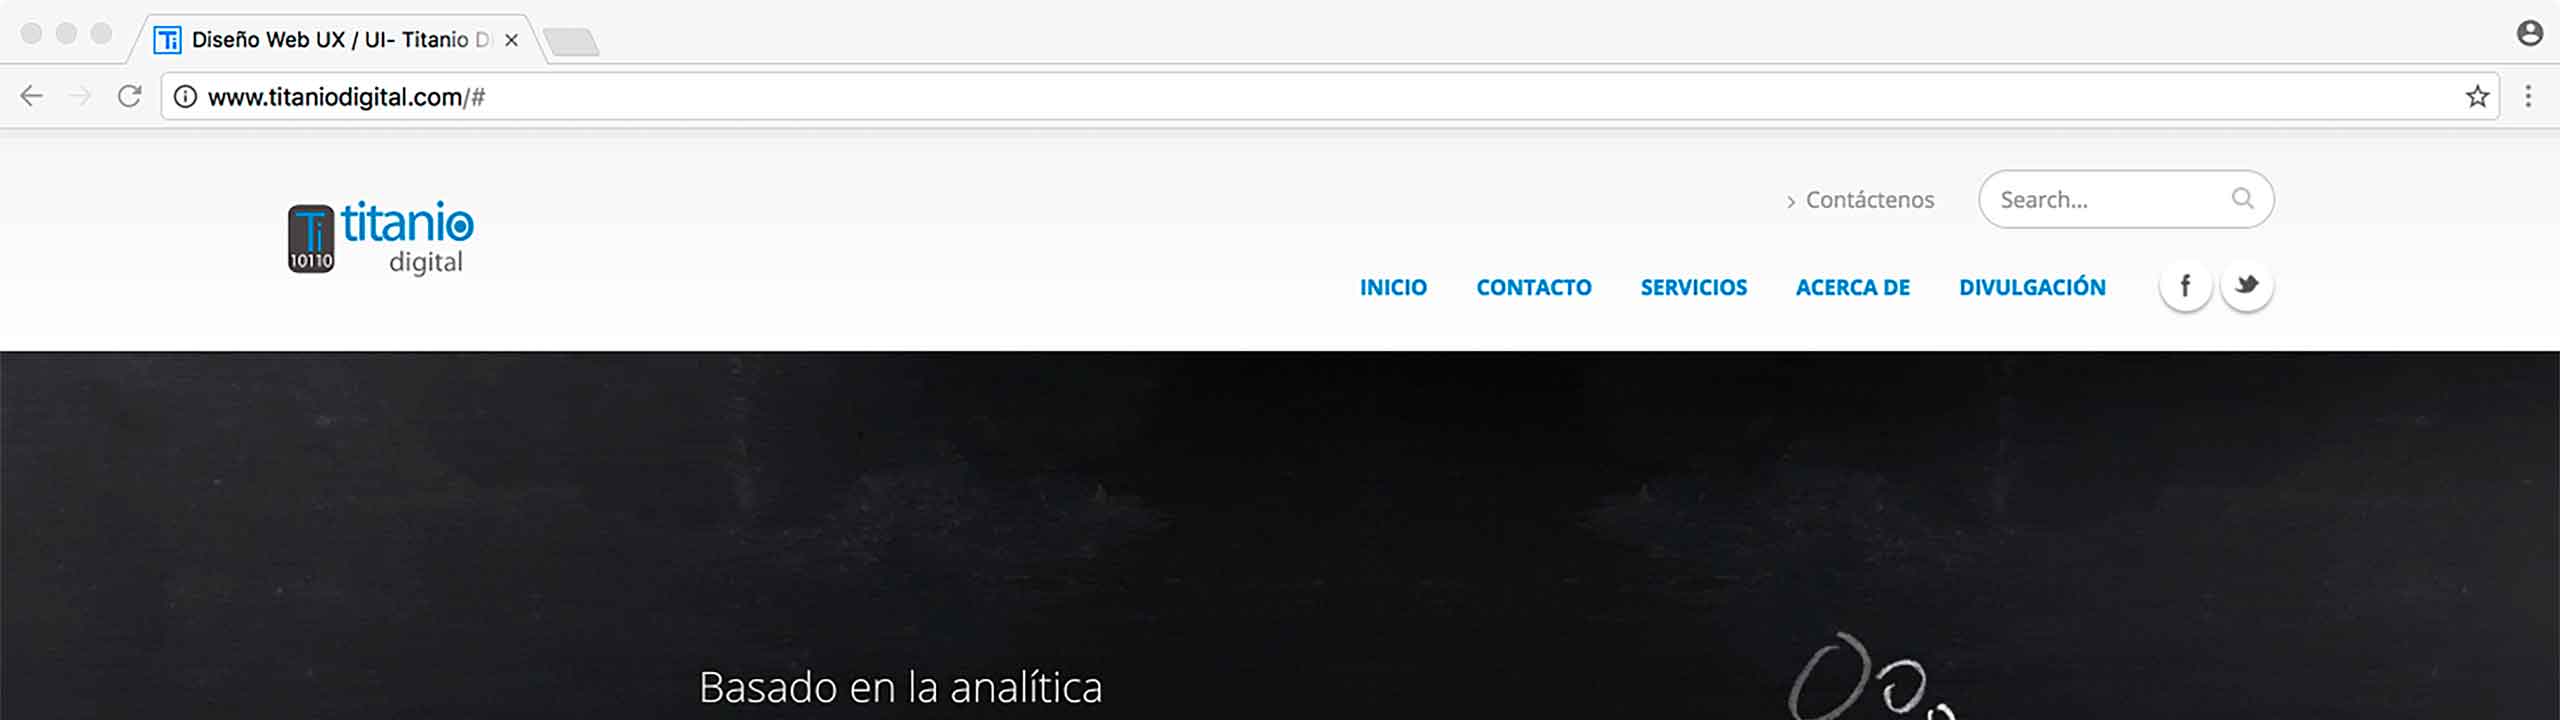 Diseño Web UX / UI- Titanio D
www.titaniodigital.com/#
Contáctenos
Search...
Ti
10110
titanio
digital
INICIO CONTACTO SERVICIOS ACERCA DE DIVULGACIÓN
Basado en la analítica